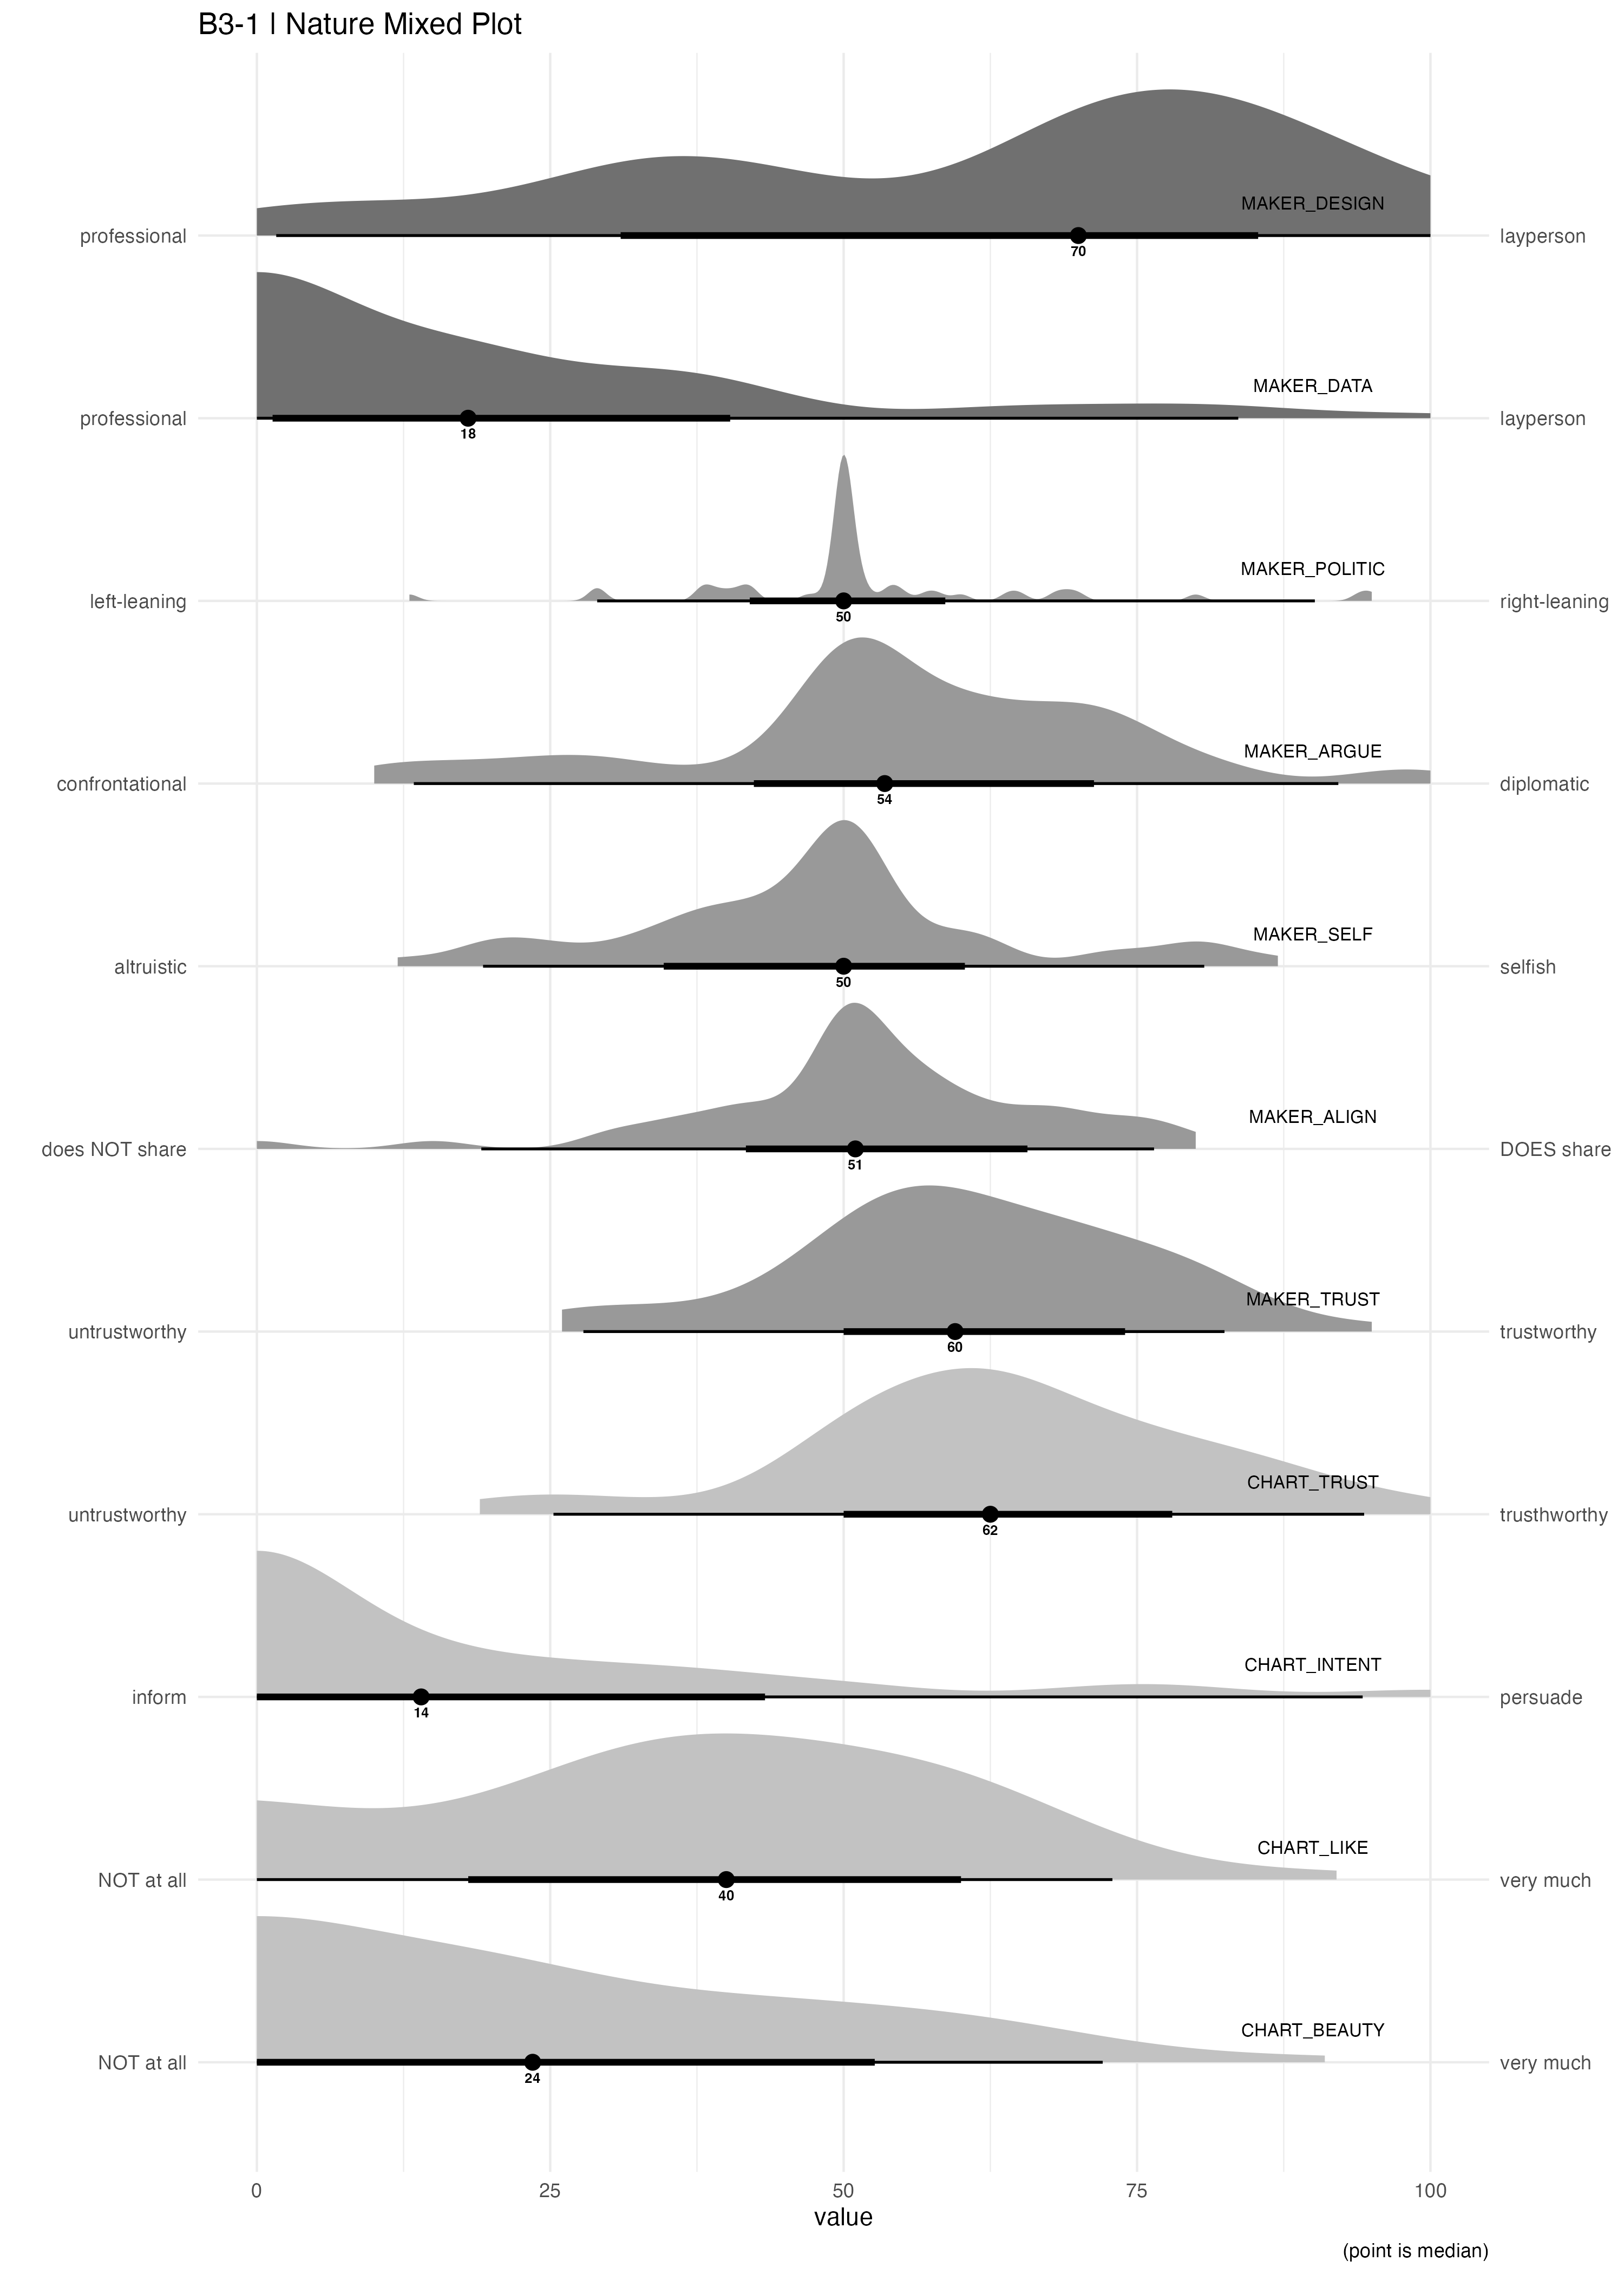 B3-1 | Nature Mixed Plot
MAKER_DESIGN
professional
layperson
70
MAKER_DATA
professional
layperson
18
MAKER_POLITIC
left-leaning
right-leaning
50
MAKER_ARGUE
confrontational
diplomatic
54
MAKER_SELF
altruistic
selfish
50
MAKER_ALIGN
does NOT share
DOES share
51
MAKER_TRUST
untrustworthy
trustworthy
60
CHART_TRUST
untrustworthy
trusthworthy
62
CHART_INTENT
inform
persuade
14
CHART_LIKE
NOT at all
very much
40
CHART_BEAUTY
NOT at all
very much
24
0 25 50 75 100
value
(point is median)